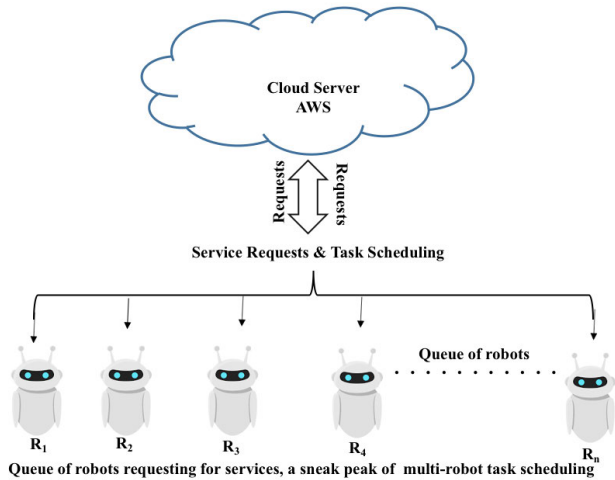 Cloud Server
AWS
Requests
Requests
Service Requests & Task Scheduling
Queue of robots
R1
R2
R3
R4
Rn
Queue of robots requesting for services, a sneak peak of multi-robot task scheduling